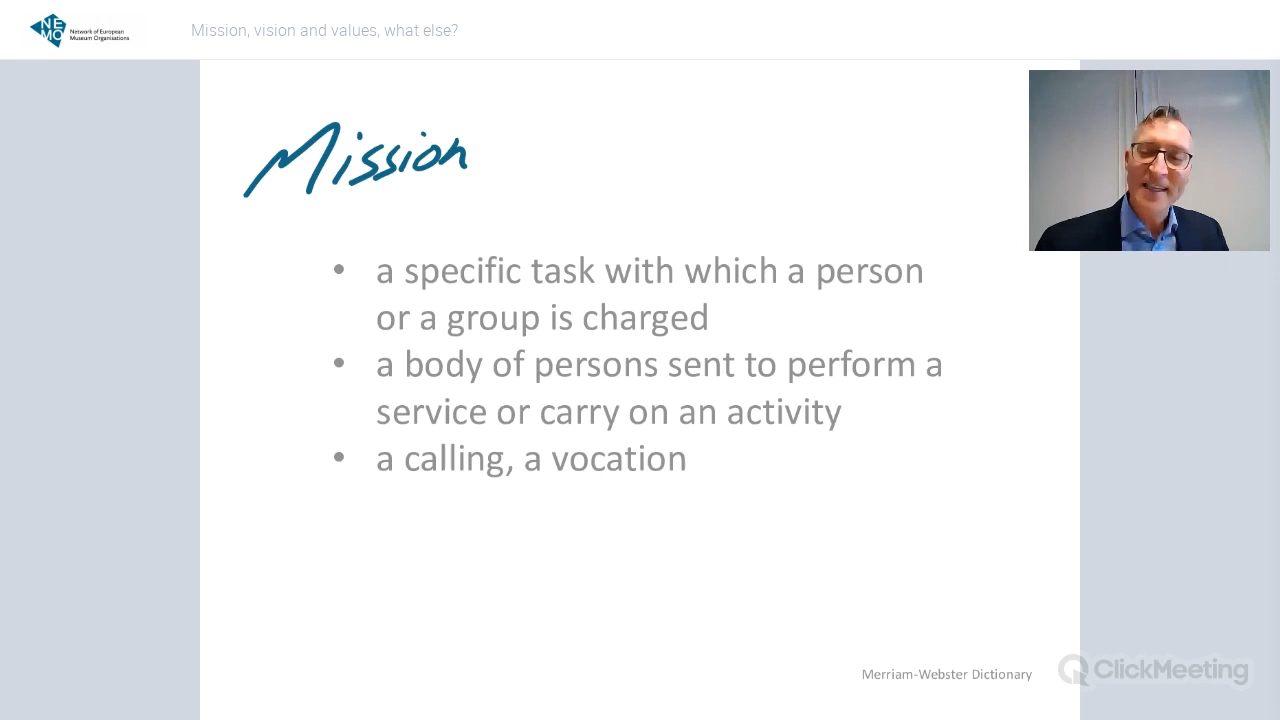 NE
MO
Network of European
Museum Organisations
Mission, vision and values, what else?
Mission
• a specific task with which a person
or a group is charged
• a body of persons sent to perform a
service or carry on an activity
• a calling, a vocation
Merriam-Webster Dictionary
ClickMeeting